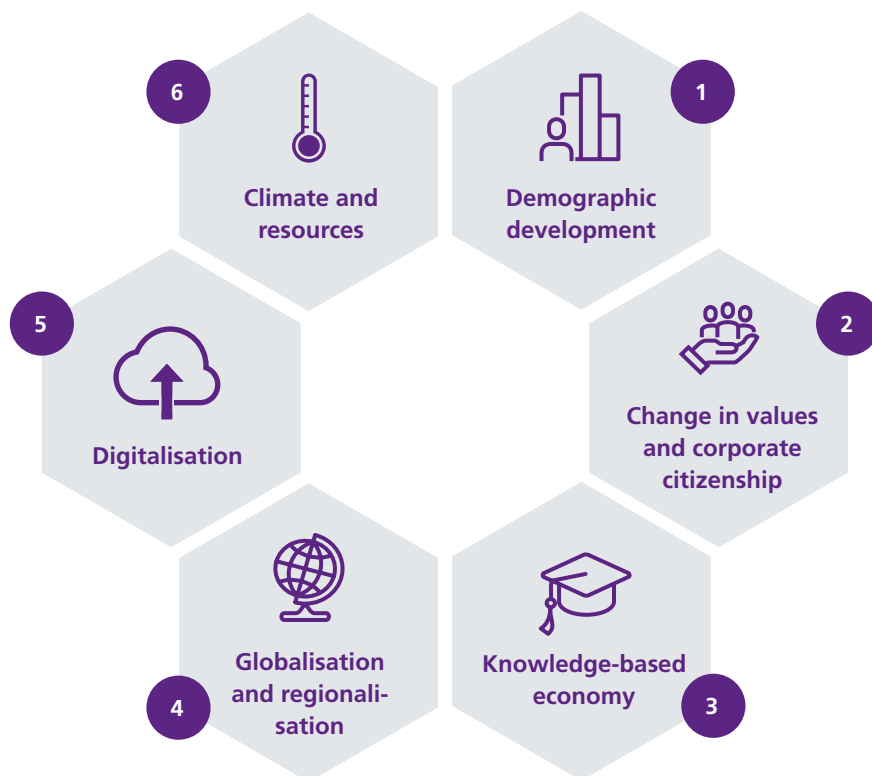 1
Demographic
development
2
Change in values
and corporate
citizenship
3
Knowledge-based
economy
4
Globalisation
and regionali-
sation
5
Digitalisation
6
Climate and
resources